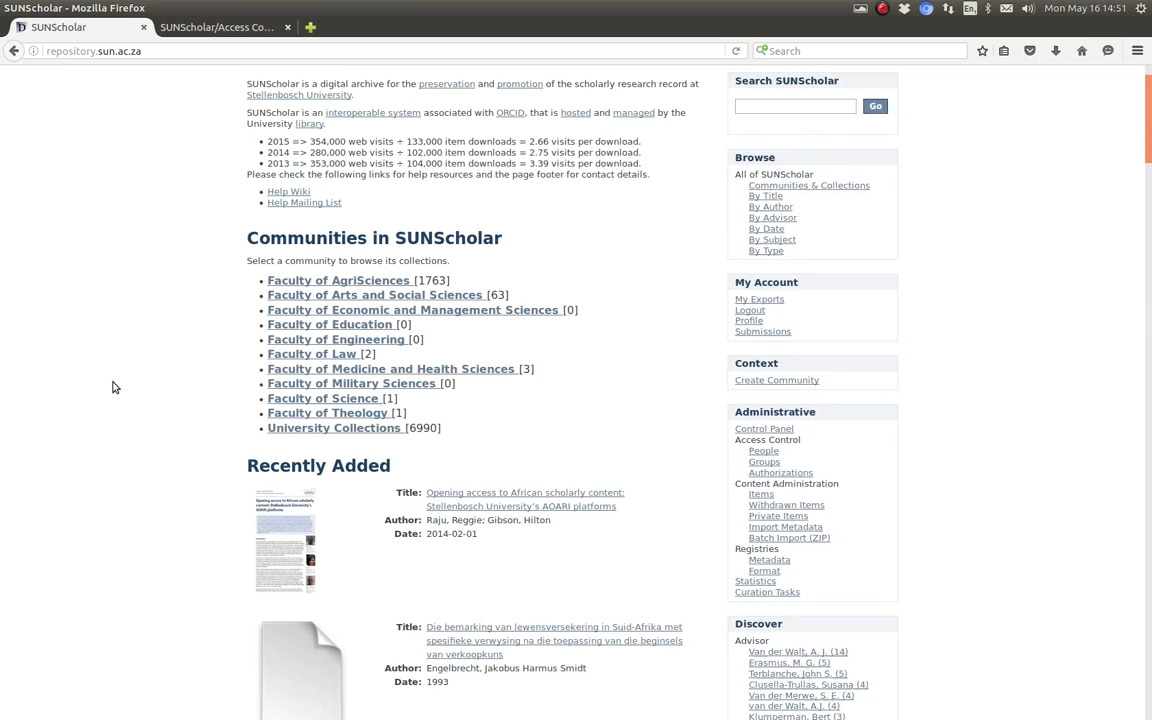 SUNScholar - Mozilla Firefox
En
Mon May 16 14:51
SUNScholar
SUNScholar/Access Co...
repository.sun.ac.za
Search
SUNScholar is a digital archive for the preservation and promotion of the scholarly research record at
Stellenbosch University.
SUNScholar is an interoperable system associated with ORCID, that is hosted and managed by the
University library.
• 2015 => 354,000 web visits ÷ 133,000 item downloads = 2.66 visits per download.
• 2014 => 280,000 web visits ÷ 102,000 item downloads = 2.75 visits per download.
• 2013 => 353,000 web visits ÷ 104,000 item downloads = 3.39 visits per download.
Please check the following links for help resources and the page footer for contact details.
• Help Wiki
• Help Mailing List
Communities in SUNScholar
Select a community to browse its collections.
• Faculty of AgriSciences [1763]
• Faculty of Arts and Social Sciences [63]
• Faculty of Economic and Management Sciences [0]
• Faculty of Education [0]
• Faculty of Engineering [0]
• Faculty of Law [2]
• Faculty of Medicine and Health Sciences [3]
• Faculty of Military Sciences [0]
• Faculty of Science [1]
• Faculty of Theology [1]
• University Collections [6990]
Recently Added
Opening access to African scholarly
content: Stellenbosch University's
AOARI platforms
Title: Opening access to African scholarly content:
Stellenbosch University's AOARI platforms
Author: Raju, Reggie; Gibson, Hilton
Date: 2014-02-01
Title: Die bemarking van lewensversekering in Suid-Afrika met
spesifieke verwysing na die toepassing van die beginsels
van verkoopkuns
Author: Engelbrecht, Jakobus Harmus Smidt
Date: 1993
Search SUNScholar
Go
Browse
All of SUNScholar
Communities & Collections
By Title
By Author
By Advisor
By Date
By Subject
By Type
My Account
My Exports
Logout
Profile
Submissions
Context
Create Community
Administrative
Control Panel
Access Control
People
Groups
Authorizations
Content Administration
Items
Withdrawn Items
Private Items
Import Metadata
Batch Import (ZIP)
Registries
Metadata
Format
Statistics
Curation Tasks
Discover
Advisor
Van der Walt, A. J. (14)
Erasmus, M. G. (5)
Terblanche, John S. (5)
Clusella-Trullas, Susana (4)
Van der Merwe, S. E. (4)
van der Walt, A.J. (4)
Klumperman, Bert (3)